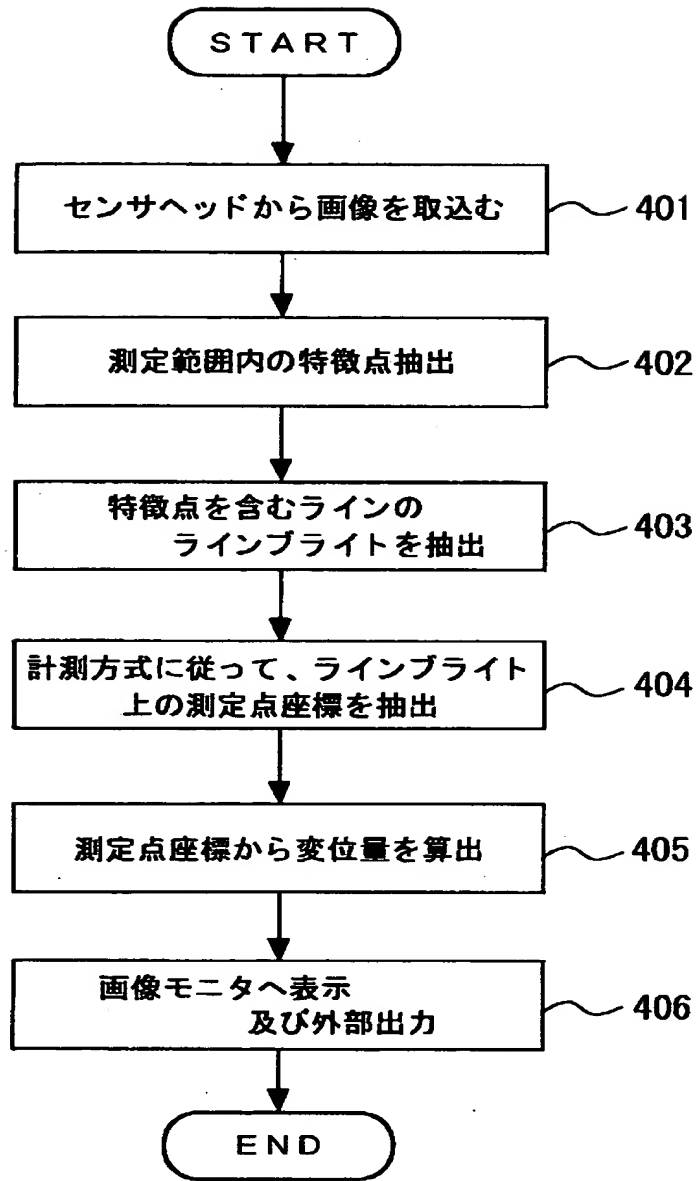 START
センサヘッドから画像を取込む
401
測定範囲内の特徴点抽出
402
特徴点を含むラインの
ラインブライトを抽出
403
計測方式に従って、ラインブライト
上の測定点座標を抽出
404
測定点座標から変位量を算出
405
画像モニタへ表示
及び外部出力
406
END